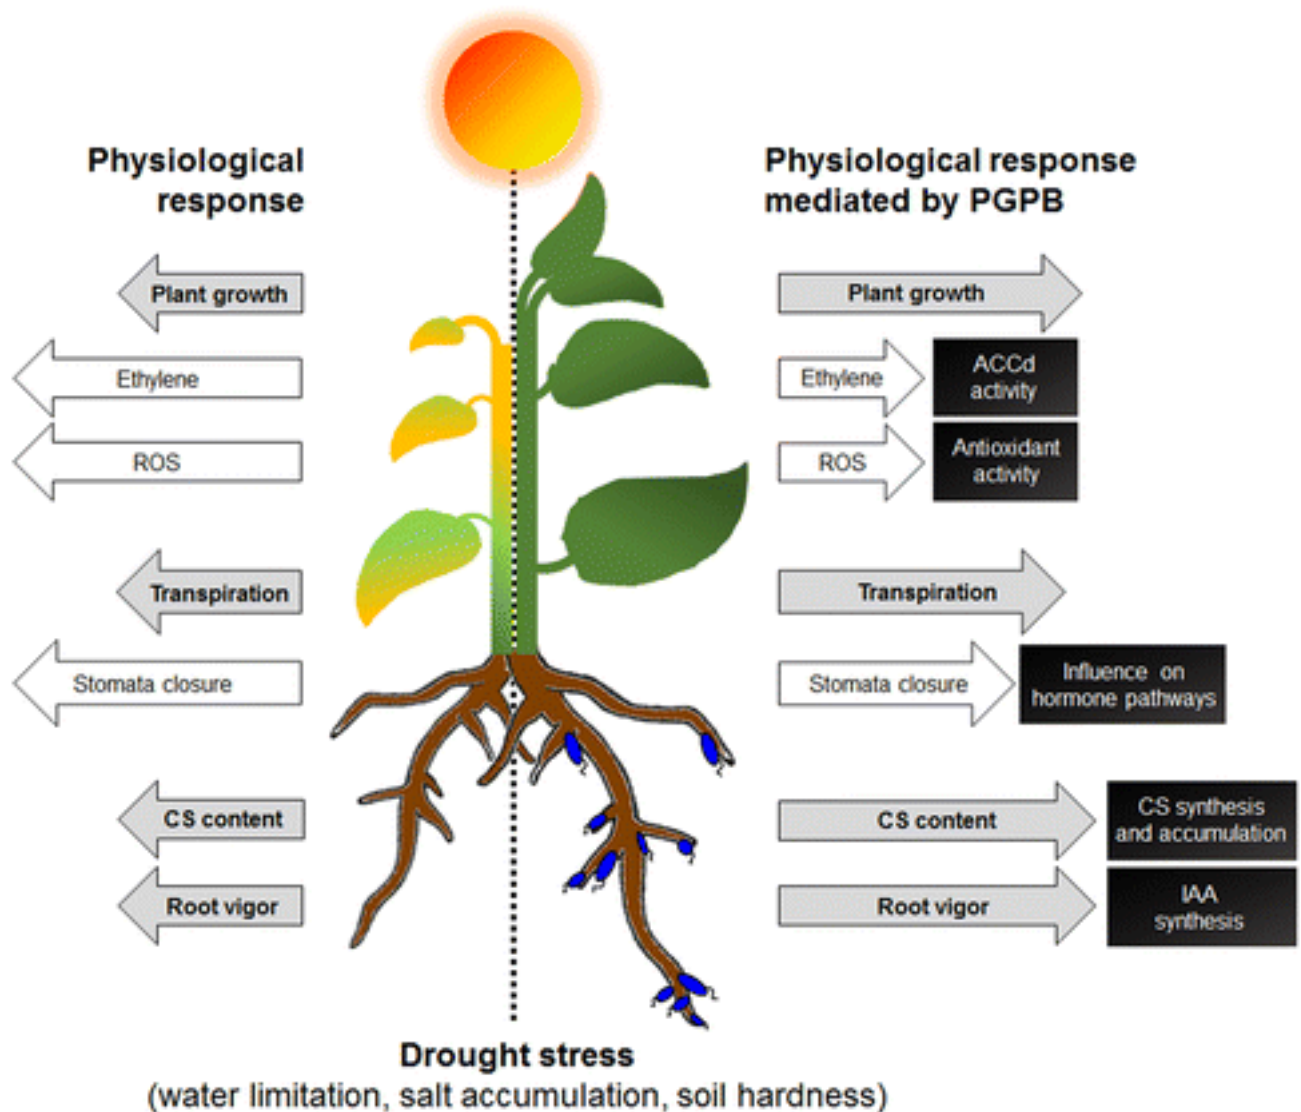 Physiological
response
Plant growth
Ethylene
ROS
Transpiration
Stomata closure
CS content
Root vigor
Physiological response
mediated by PGPB
Plant growth
Ethylene
ACCd
activity
ROS
Antioxidant
activity
Transpiration
Stomata closure
Influence on
hormone pathways
CS content
CS synthesis
and accumulation
Root vigor
IAA
synthesis
Drought stress
(water limitation, salt accumulation, soil hardness)